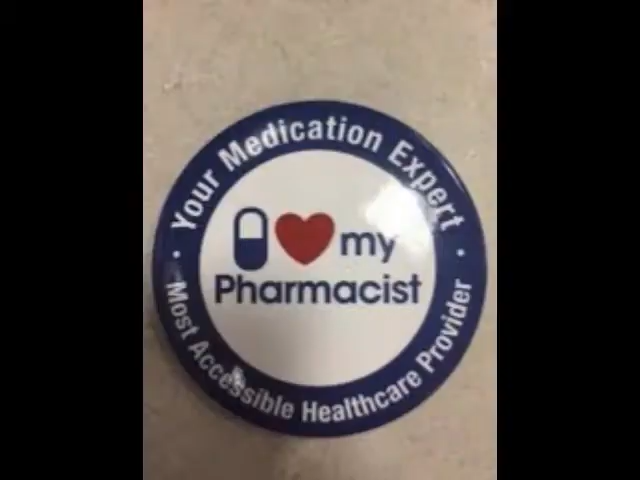 Your Medication Expert
my
Pharmacist
Most Accessible Healthcare Provider